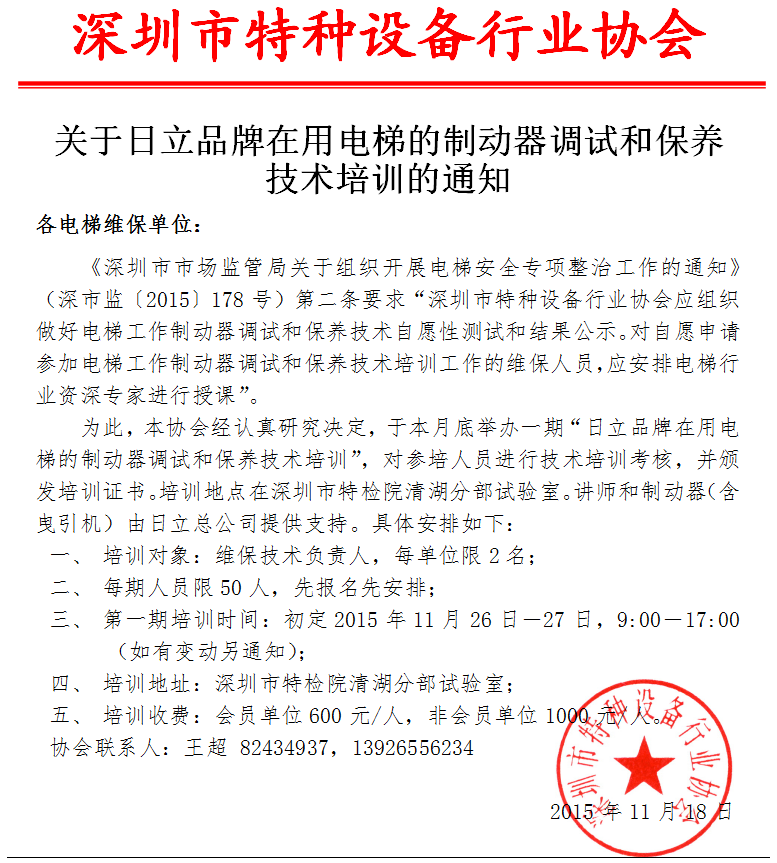 深圳市特种设备行业协会
关于日立品牌在用电梯的制动器调试和保养
技术培训的通知
各电梯维保单位：
《深圳市市场监管局关于组织开展电梯安全专项整治工作的通知》
（深市监〔2015〕178 号）第二条要求“深圳市特种设备行业协会应组织
做好电梯工作制动器调试和保养技术自愿性测试和结果公示。对自愿申请
参加电梯工作制动器调试和保养技术培训工作的维保人员，应安排电梯行
业资深专家进行授课”。
为此，本协会经认真研究决定，于本月底举办一期“日立品牌在用电
梯的制动器调试和保养技术培训”，对参培人员进行技术培训考核，并颁
发培训证书。培训地点在深圳市特检院清湖分部试验室。讲师和制动器（含
曳引机）由日立总公司提供支持。具体安排如下：
一、 培训对象：维保技术负责人，每单位限 2 名；
二、 每期人员限 50 人，先报名先安排；
三、 第一期培训时间：初定 2015 年 11 月 26 日－27 日，9:00－17:00
（如有变动另通知）；
四、 培训地址：深圳市特检院清湖分部试验室；
五、 培训收费：会员单位 600 元/人，非会员单位 1000 元/人。
协会联系人：王超 82434937，13926556234
深圳市特种设备行业协会
2015 年 11 月 18 日